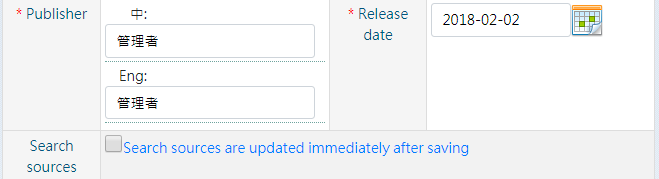 * Publisher
中:
管理者
Eng:
管理者
* Release
date
2018-02-02
Search
sources
Search sources are updated immediately after saving